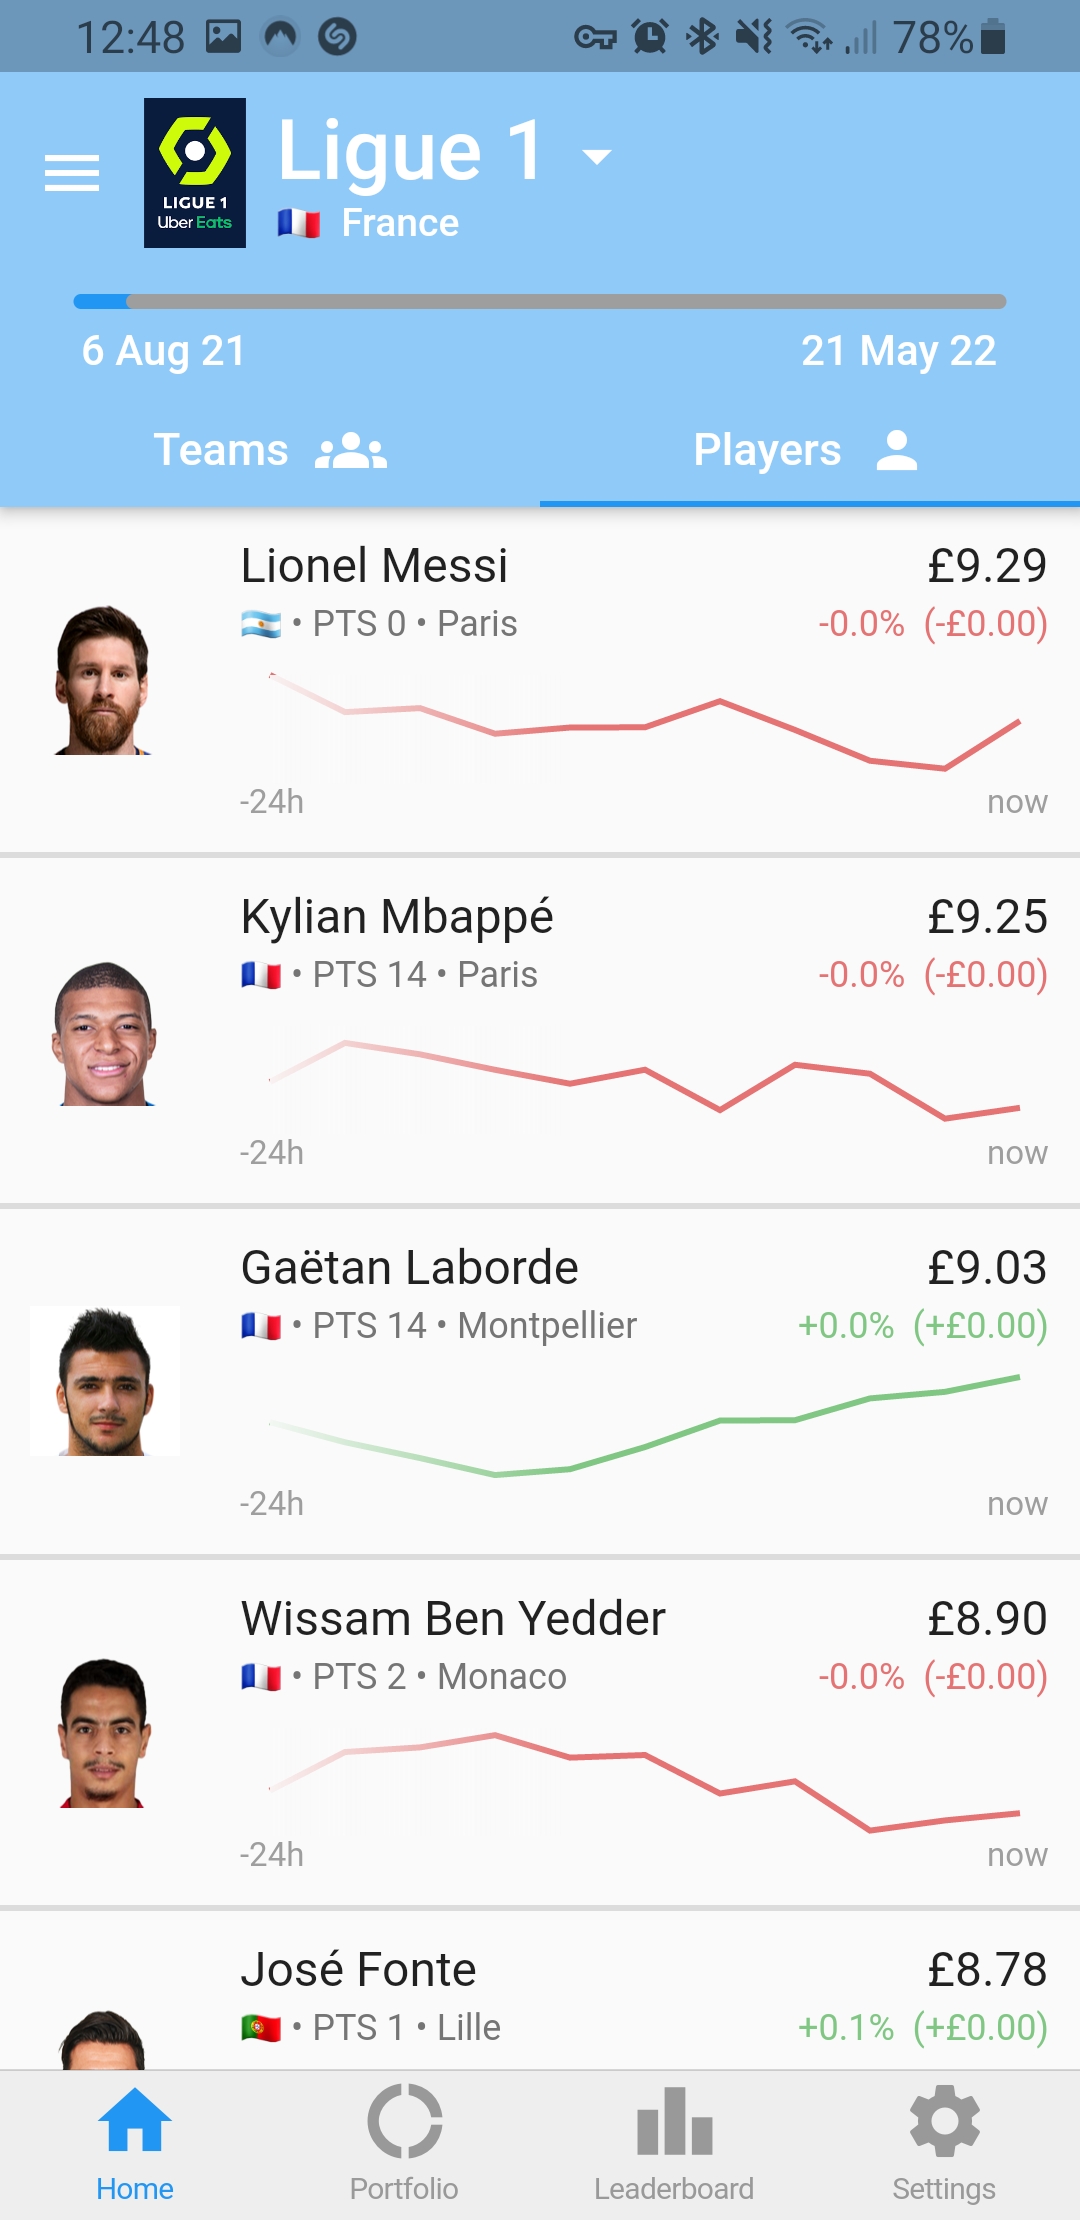 12:48 78%
Ligue 1
LIGUE 1
Uber Eats
France
6 Aug 21 21 May 22
Teams Players
Lionel Messi £9.29
• PTS 0 • Paris -0.0% (-£0.00)
-24h now
Kylian Mbappé £9.25
• PTS 14 • Paris -0.0% (-£0.00)
-24h now
Gaëtan Laborde £9.03
• PTS 14 • Montpellier +0.0% (+£0.00)
-24h now
Wissam Ben Yedder £8.90
• PTS 2 • Monaco -0.0% (-£0.00)
-24h now
José Fonte £8.78
• PTS 1 • Lille +0.1% (+£0.00)
Home Portfolio Leaderboard Settings